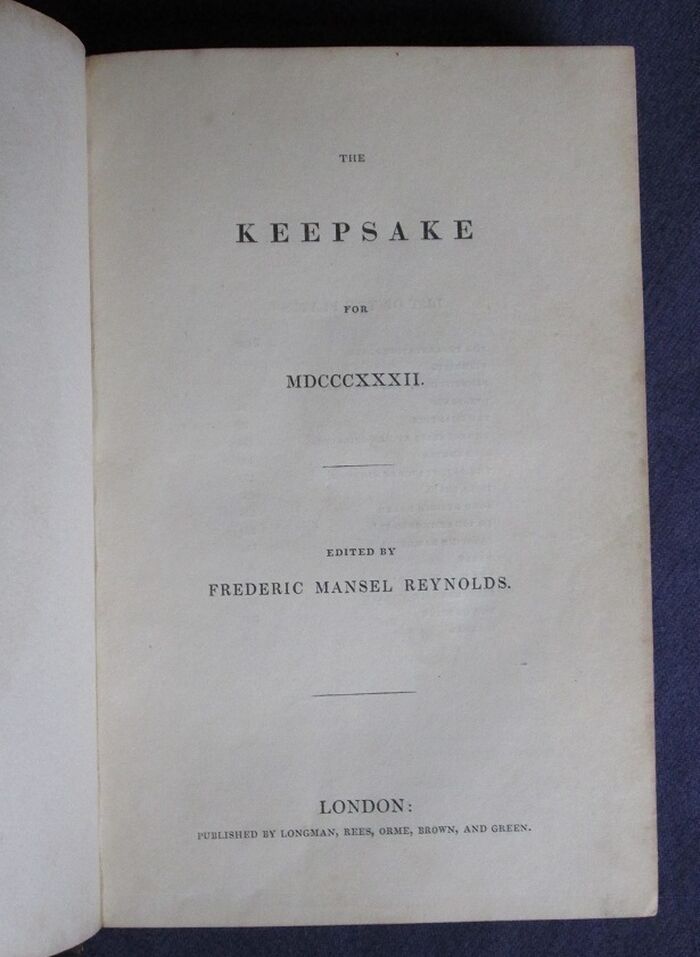 THE
KEEPSAKE
FOR
MDCCCXXXII.
EDITED BY
FREDERIC MANSEL REYNOLDS.
LONDON:
PUBLISHED BY LONGMAN, REES, ORME, BROWN, AND GREEN.